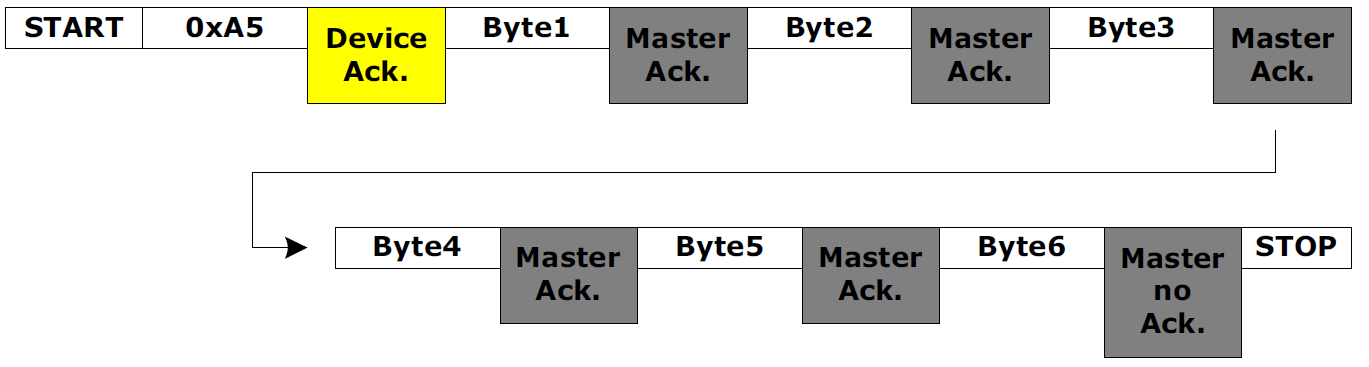 START
0xA5
Device
Ack.
Byte1
Master
Ack.
Byte2
Master
Ack.
Byte3
Master
Ack.
Byte4
Master
Ack.
Byte5
Master
Ack.
Byte6
Master
no
Ack.
STOP